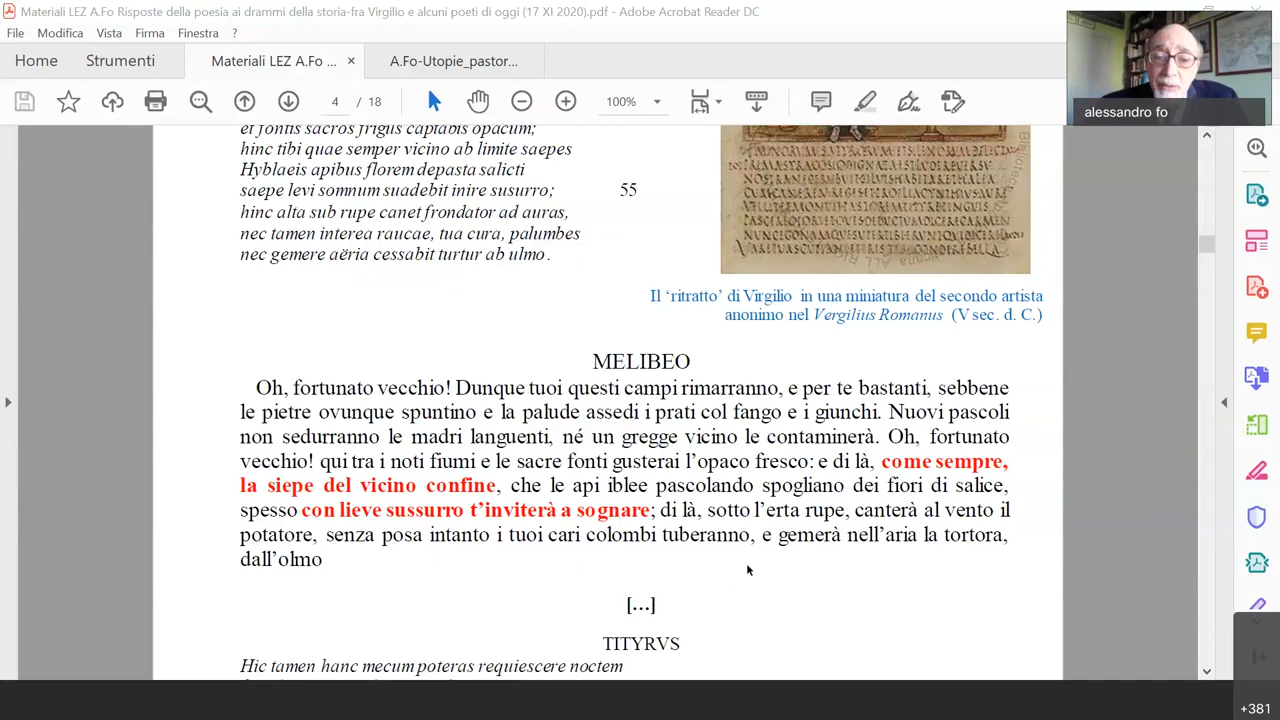 Materiali LEZ A.Fo Risposte della poesia ai drammi della storia-fra Virgilio e alcuni poeti di oggi (17 XI 2020).pdf - Adobe Acrobat Reader DC
File Modifica Vista Firma Finestra ?
Home Strumenti Materiali LEZ A.Fo ... × A.Fo-Utopie_pastor...
4 / 18 100%
alessandro fo
et fontis sacros frigus captabis opacum;
hinc tibi quae semper vicino ab limite saepes
Hyblaeis apibus florem depasta salicti
saepe levi somnum suadebit inire susurro; 55
hinc alta sub rupe canet frondator ad auras,
nec tamen interea raucae, tua cura, palumbes
nec gemere aëria cessabit turtur ab ulmo.
Il ‘ritratto’ di Virgilio in una miniatura del secondo artista
anonimo nel Vergilius Romanus (V sec. d. C.)
MELIBEO
Oh, fortunato vecchio! Dunque tuoi questi campi rimarranno, e per te bastanti, sebbene
le pietre ovunque spuntino e la palude assedi i prati col fango e i giunchi. Nuovi pascoli
non sedurranno le madri languenti, né un gregge vicino le contaminerà. Oh, fortunato
vecchio! qui tra i noti fiumi e le sacre fonti gusterai l’opaco fresco: e di là, come sempre,
la siepe del vicino confine, che le api iblee pascolando spogliano dei fiori di salice,
spesso con lieve sussurro t’inviterà a sognare; di là, sotto l’erta rupe, canterà al vento il
potatore, senza posa intanto i tuoi cari colombi tuberanno, e gemerà nell’aria la tortora,
dall’olmo
[...]
TITYRVS
Hic tamen hanc mecum poteras requiescere noctem
+381